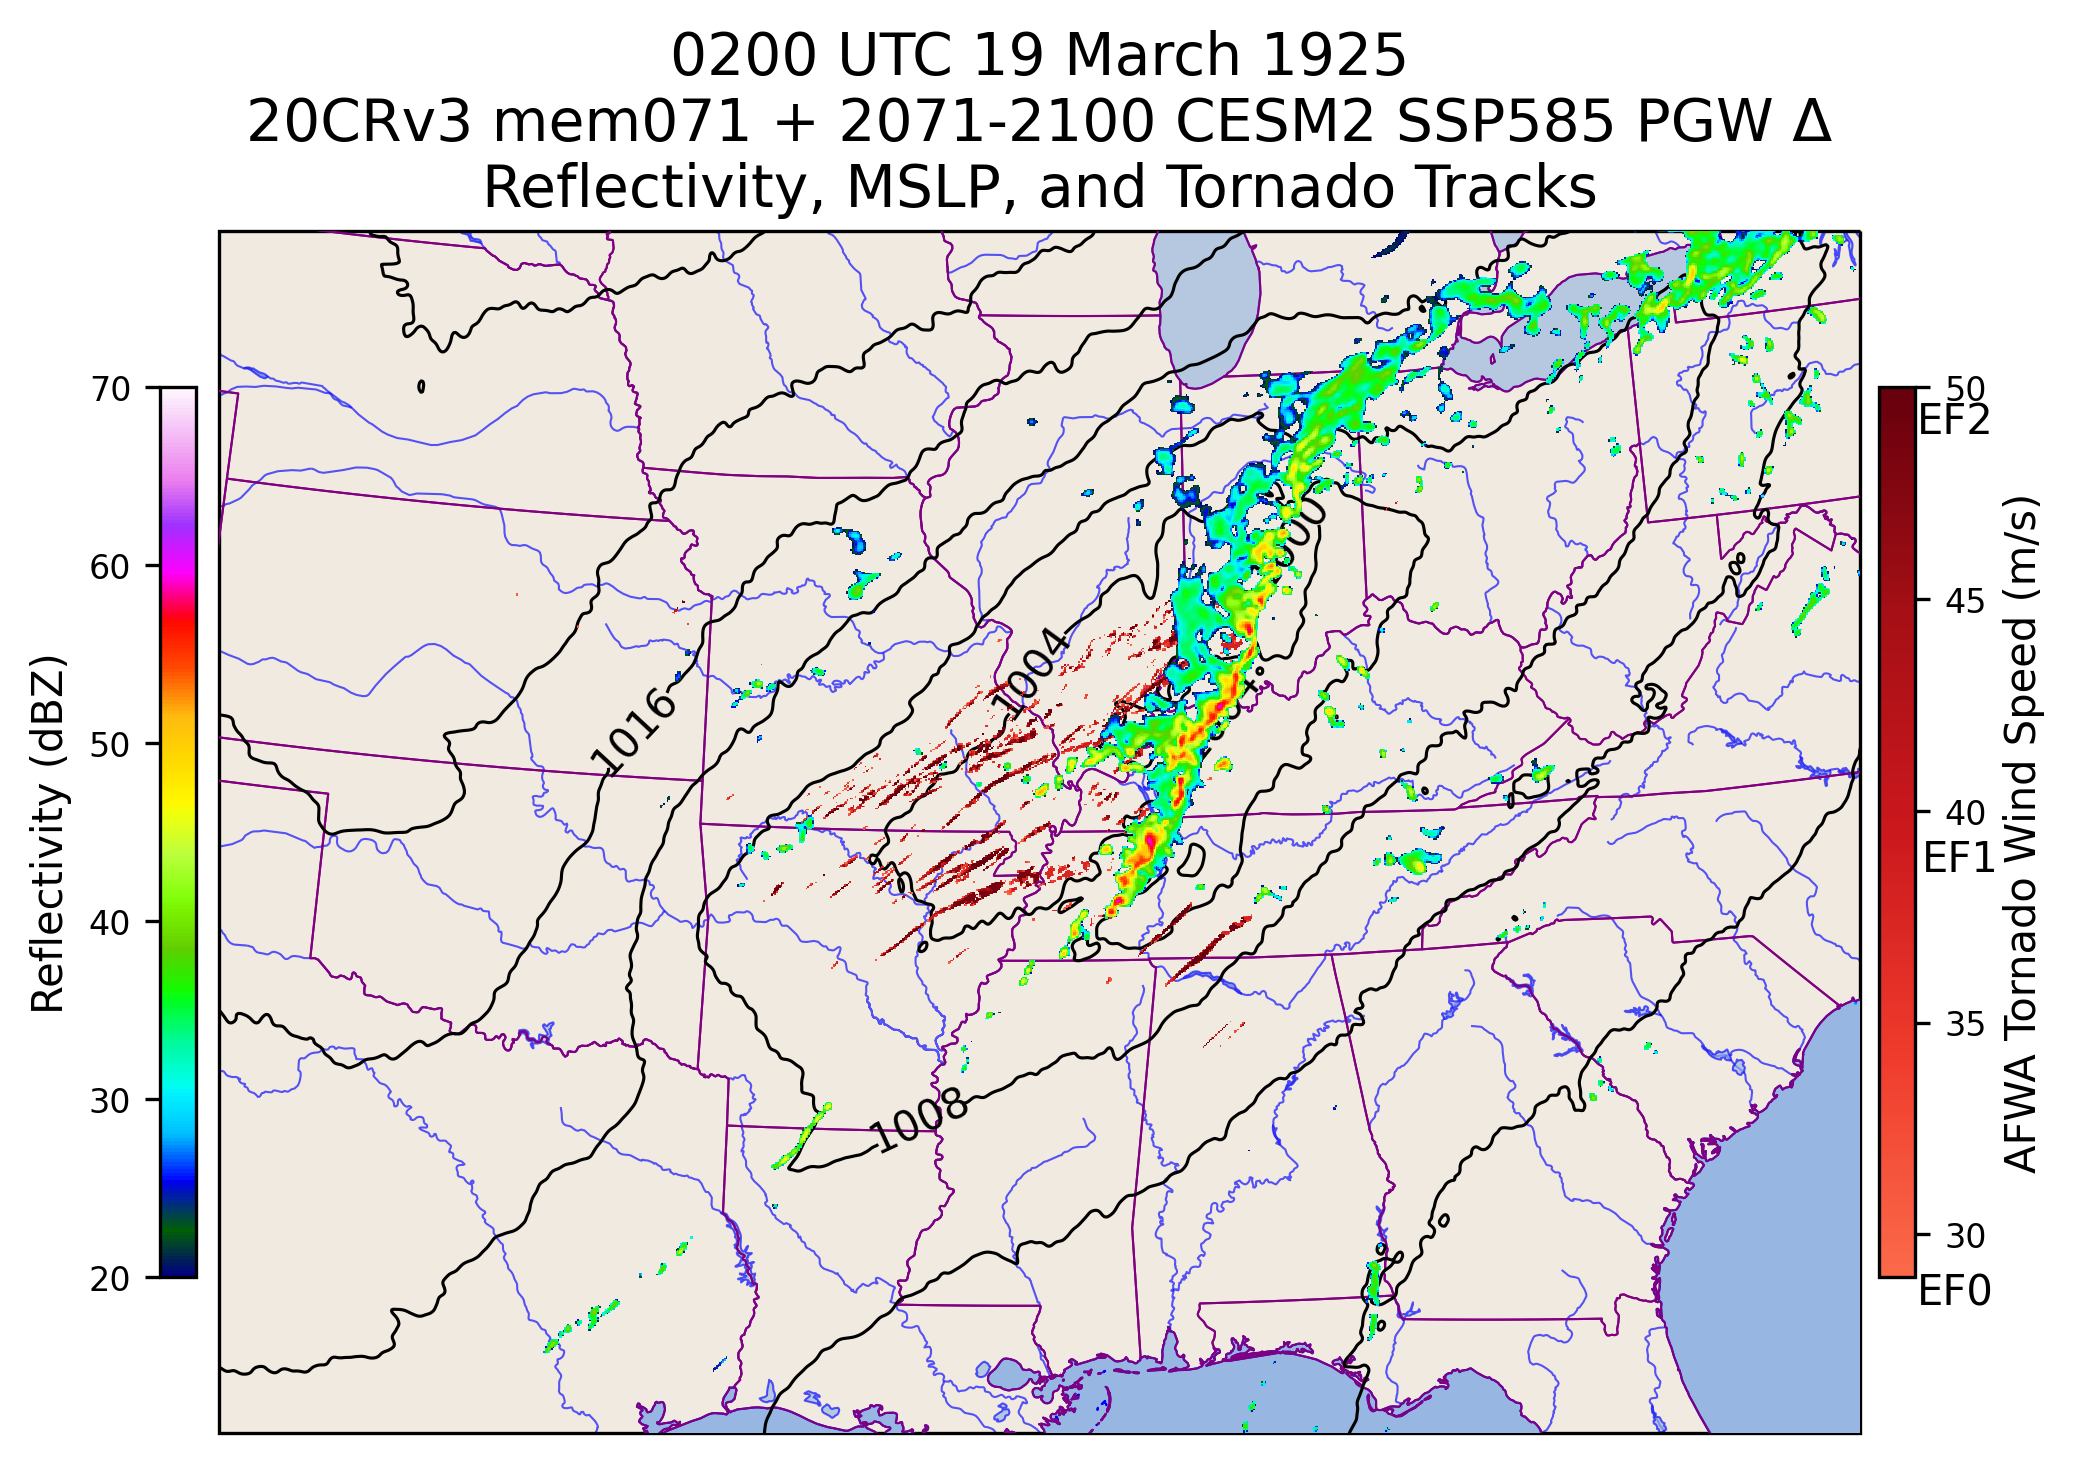 0200 UTC 19 March 1925
20CRv3 mem071 + 2071-2100 CESM2 SSP585 PGW Δ
Reflectivity, MSLP, and Tornado Tracks
Reflectivity (dBZ)
70
60
50
40
30
20
1016
1004
1008
50
EF2
45
40
EF1
35
30
EF0
AFWA Tornado Wind Speed (m/s)